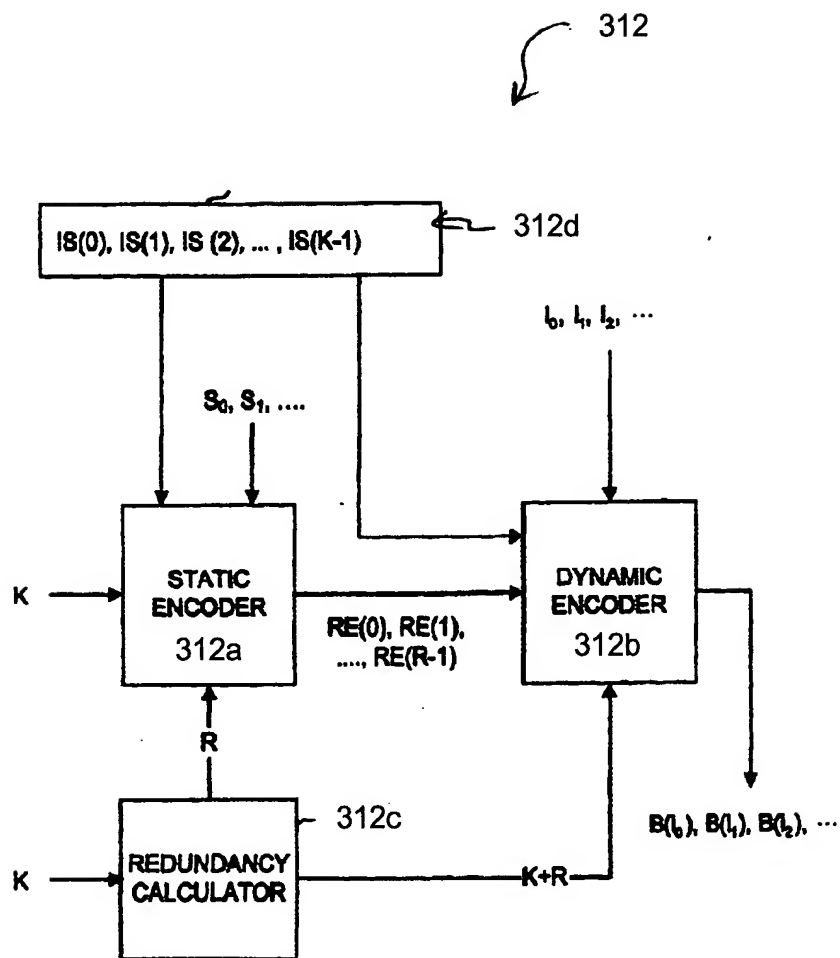 312
IS(0), IS(1), IS (2), ... , IS(K-1)
312d
I₀, I₁, I₂, ...
S₀, S₁, ....
K
STATIC
ENCODER
312a
RE(0), RE(1),
...., RE(R-1)
DYNAMIC
ENCODER
312b
R
312c
K
REDUNDANCY
CALCULATOR
K+R
B(I₀), B(I₁), B(I₂), ...